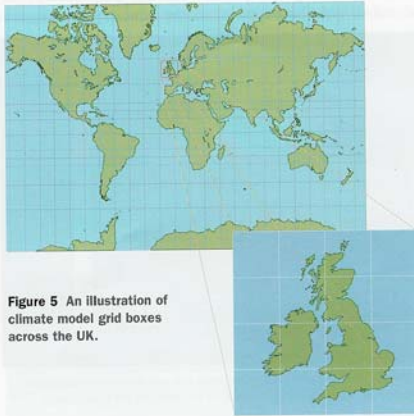 Figure 5 An illustration of
climate model grid boxes
across the UK.